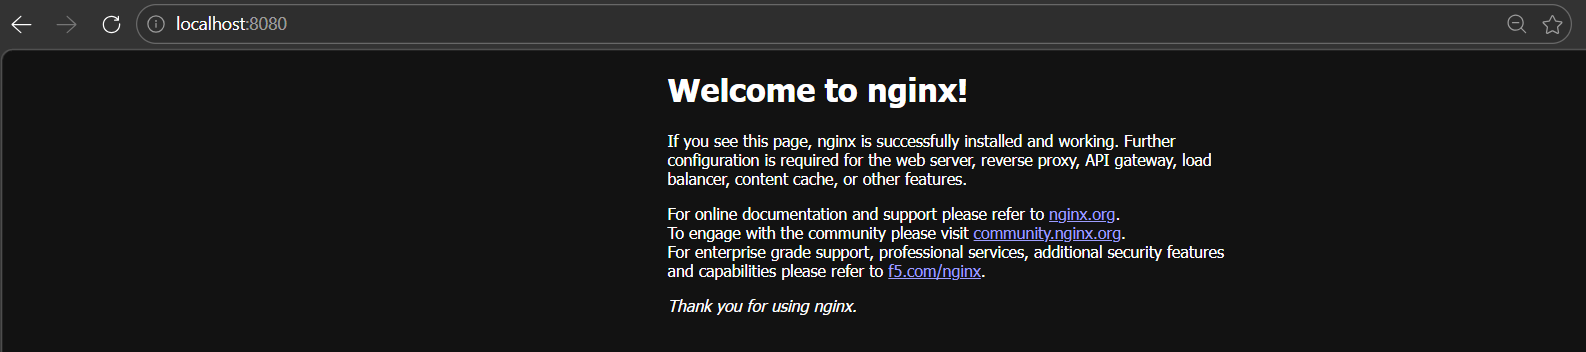 localhost:8080
Welcome to nginx!
If you see this page, nginx is successfully installed and working. Further
configuration is required for the web server, reverse proxy, API gateway, load
balancer, content cache, or other features.
For online documentation and support please refer to nginx.org.
To engage with the community please visit community.nginx.org.
For enterprise grade support, professional services, additional security features
and capabilities please refer to f5.com/nginx.
Thank you for using nginx.